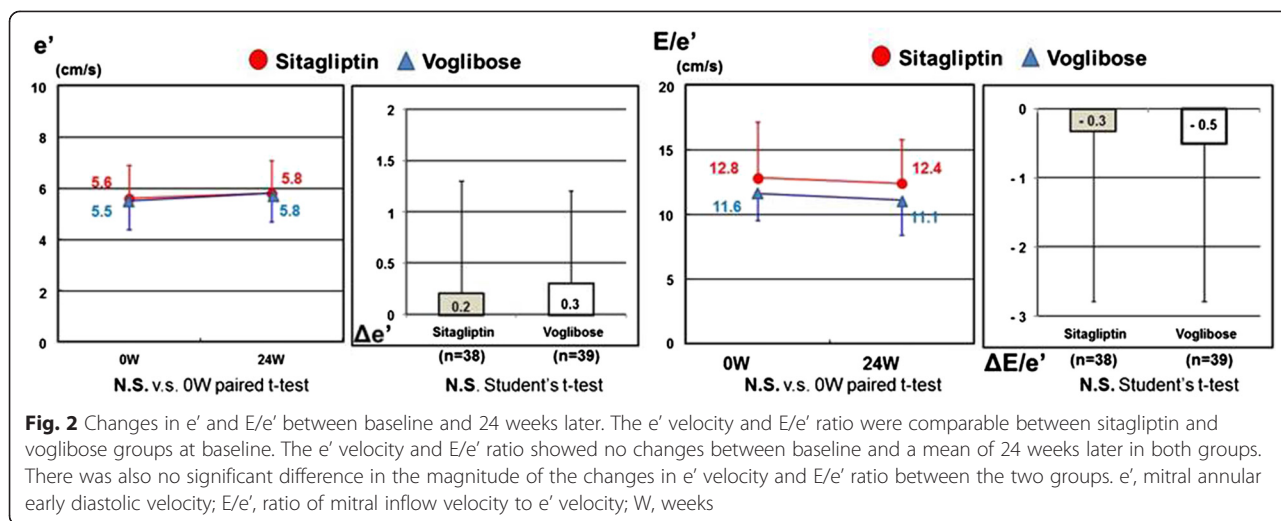 e'
(cm/s)
Sitagliptin Voglibose
10
8
6
4
2
0
5.6
5.8
5.5
5.8
0W 24W
N.S. v.s. 0W paired t-test
2
1.5
1
0.5
0
0.2
0.3
Δe'
Sitagliptin Voglibose
(n=38) (n=39)
N.S. Student's t-test
E/e'
(cm/s)
Sitagliptin Voglibose
20
15
10
5
0
12.8
12.4
11.6
11.1
0W 24W
N.S. v.s. 0W paired t-test
0
- 1
- 2
- 3
- 0.3
- 0.5
Sitagliptin Voglibose
ΔE/e' (n=38) (n=39)
N.S. Student's t-test
Fig. 2 Changes in e' and E/e' between baseline and 24 weeks later. The e' velocity and E/e' ratio were comparable between sitagliptin and
voglibose groups at baseline. The e' velocity and E/e' ratio showed no changes between baseline and a mean of 24 weeks later in both groups.
There was also no significant difference in the magnitude of the changes in e' velocity and E/e' ratio between the two groups. e', mitral annular
early diastolic velocity; E/e', ratio of mitral inflow velocity to e' velocity; W, weeks